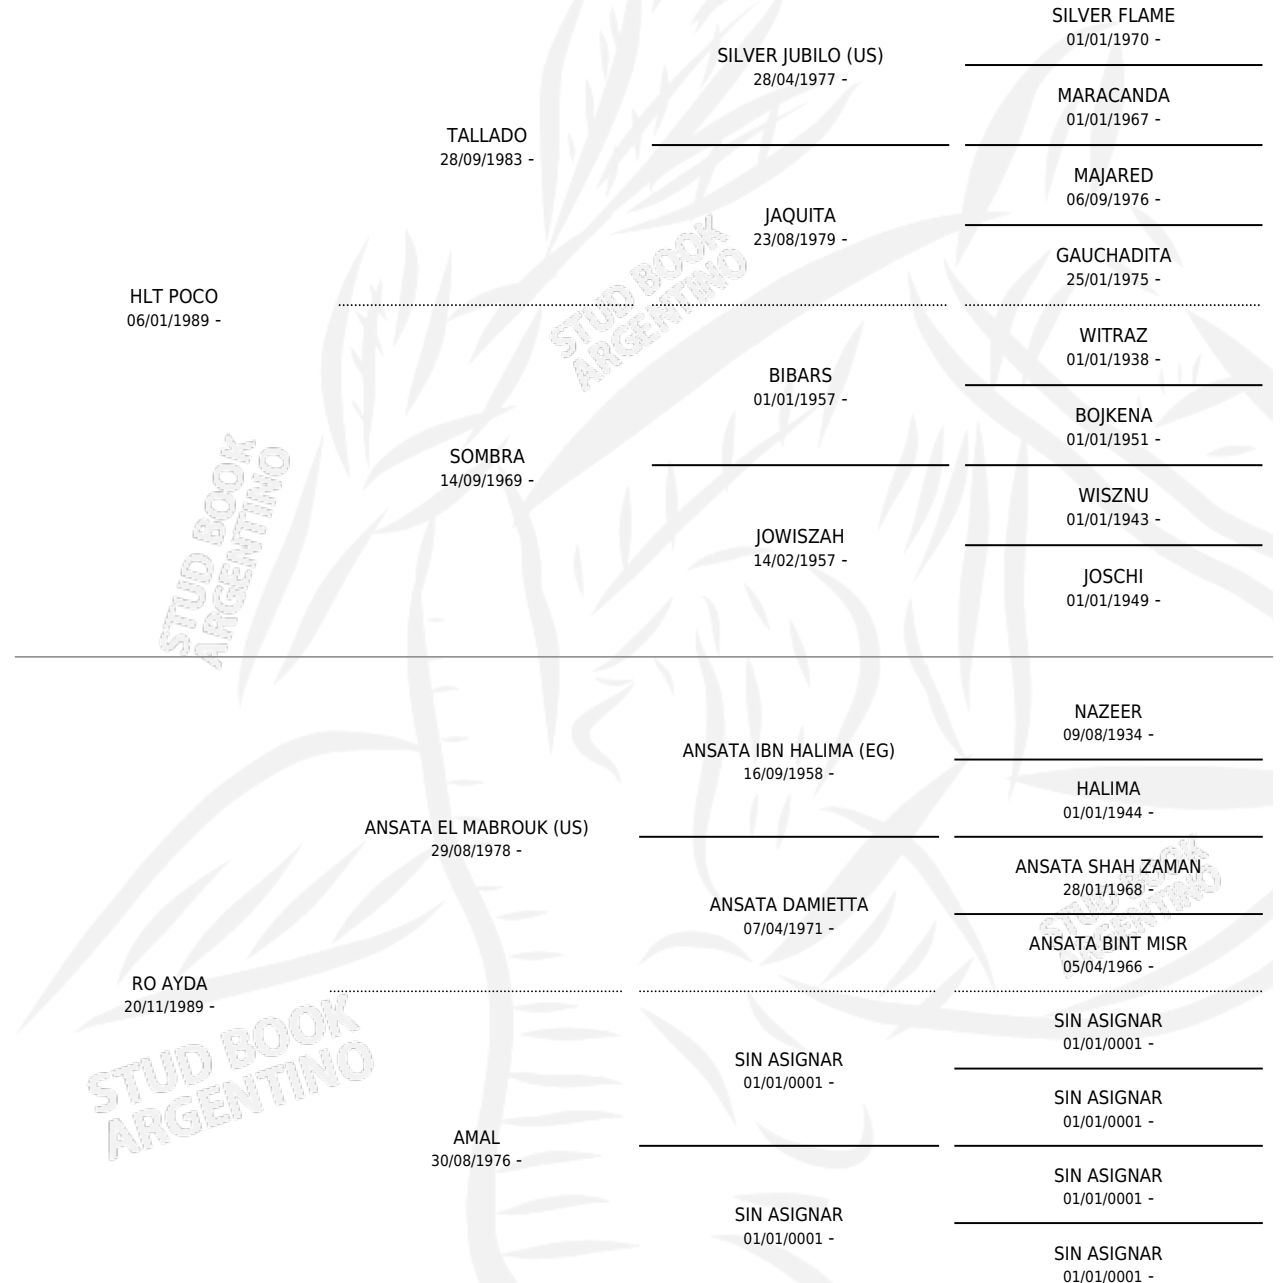 SILVER FLAME
01/01/1970 -
SILVER JUBILO (US)
28/04/1977 -
MARACANDA
01/01/1967 -
TALLADO
28/09/1983 -
MAJARED
06/09/1976 -
JAQUITA
23/08/1979 -
GAUCHADITA
25/01/1975 -
HLT POCO
06/01/1989 -
WITRAZ
01/01/1938 -
BIBARS
01/01/1957 -
BOJKENA
01/01/1951 -
SOMBRA
14/09/1969 -
WISZNU
01/01/1943 -
JOWISZAH
14/02/1957 -
JOSCHI
01/01/1949 -
NAZEER
09/08/1934 -
ANSATA IBN HALIMA (EG)
16/09/1958 -
HALIMA
01/01/1944 -
ANSATA EL MABROUK (US)
29/08/1978 -
ANSATA SHAH ZAMAN
28/01/1968 -
ANSATA DAMIETTA
07/04/1971 -
ANSATA BINT MISR
05/04/1966 -
RO AYDA
20/11/1989 -
SIN ASIGNAR
01/01/0001 -
SIN ASIGNAR
01/01/0001 -
SIN ASIGNAR
01/01/0001 -
AMAL
30/08/1976 -
SIN ASIGNAR
01/01/0001 -
SIN ASIGNAR
01/01/0001 -
SIN ASIGNAR
01/01/0001 -
STUD BOOK
ARGENTINO
STUD BOOK
ARGENTINO
STUD BOOK
ARGENTINO
STUD BOOK
ARGENTINO